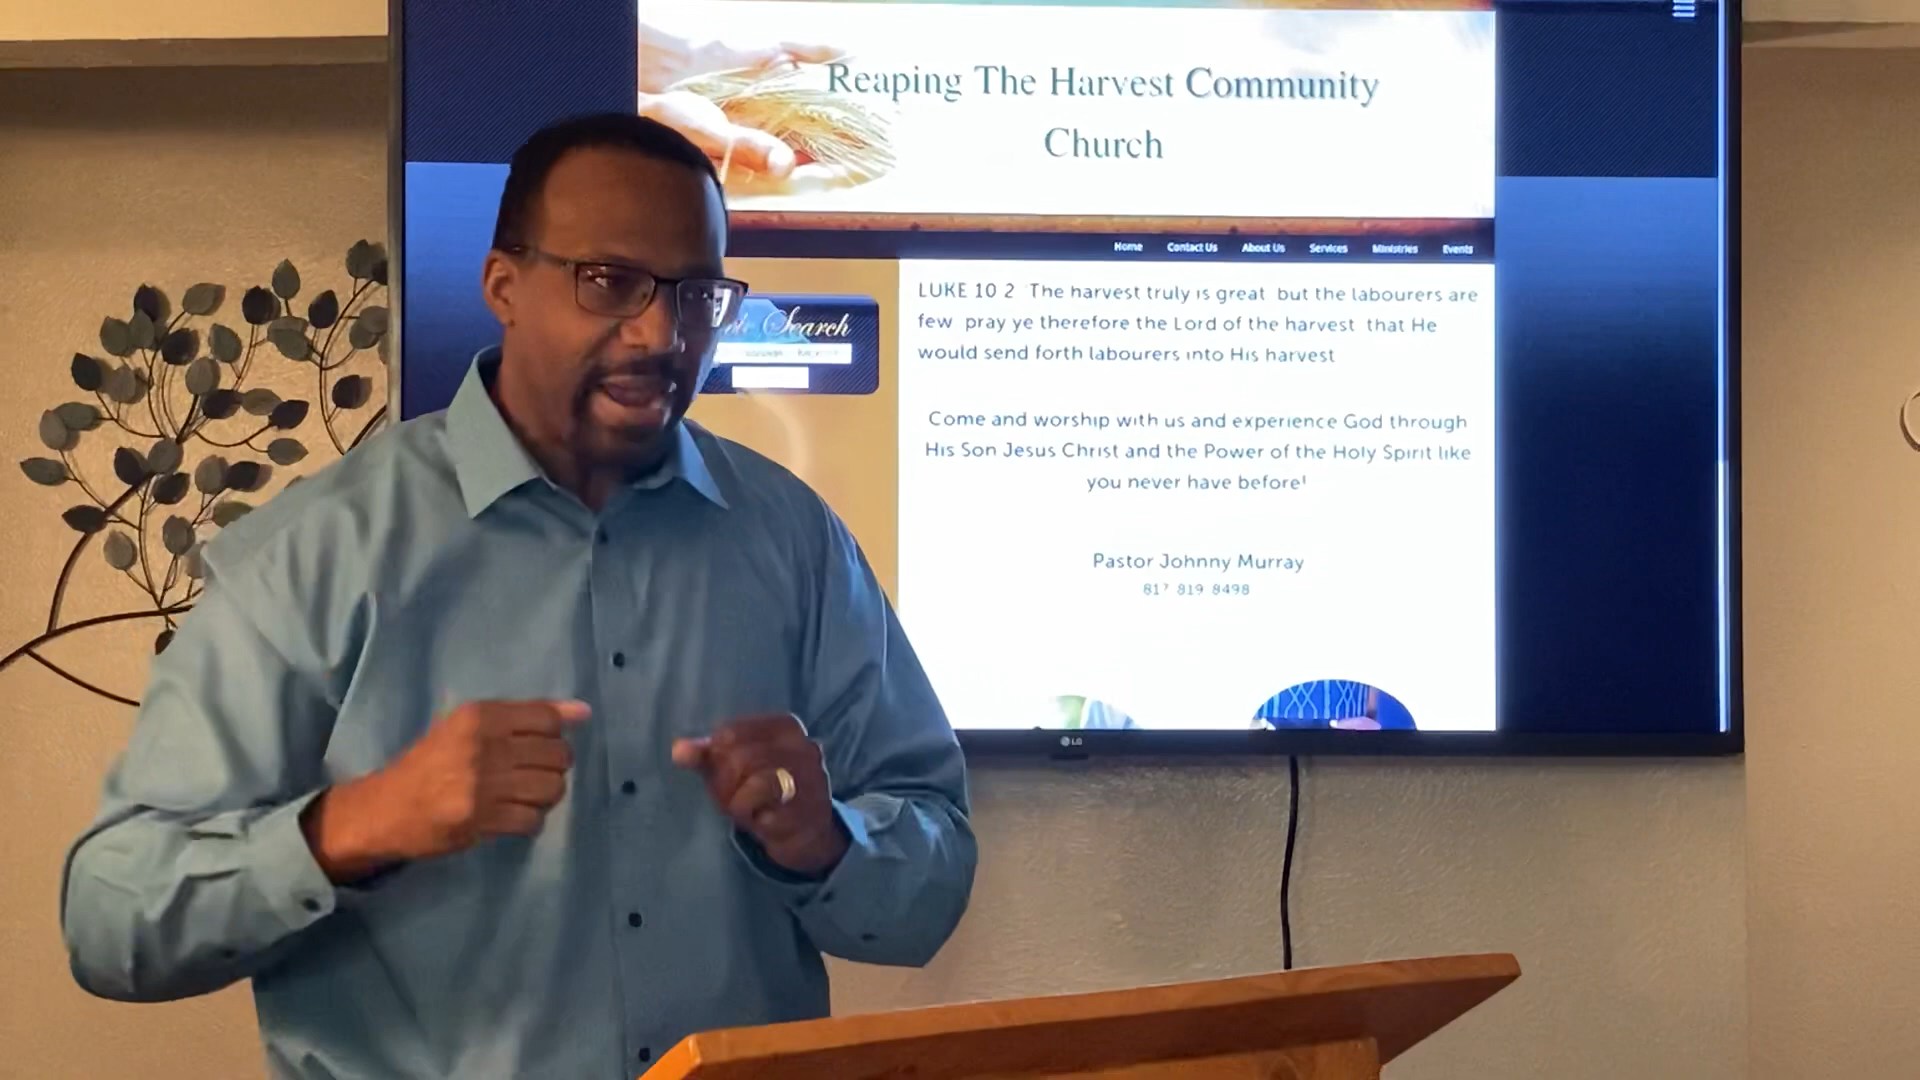 Reaping The Harvest Community
Church
Home Contact Us About Us Services Ministries Events
Search
LUKE 10 2 The harvest truly is great but the labourers are
few pray ye therefore the Lord of the harvest that He
would send forth labourers into His harvest
Come and worship with us and experience God through
His Son Jesus Christ and the Power of the Holy Spirit like
you never have before!
Pastor Johnny Murray
817 819 8498
LG